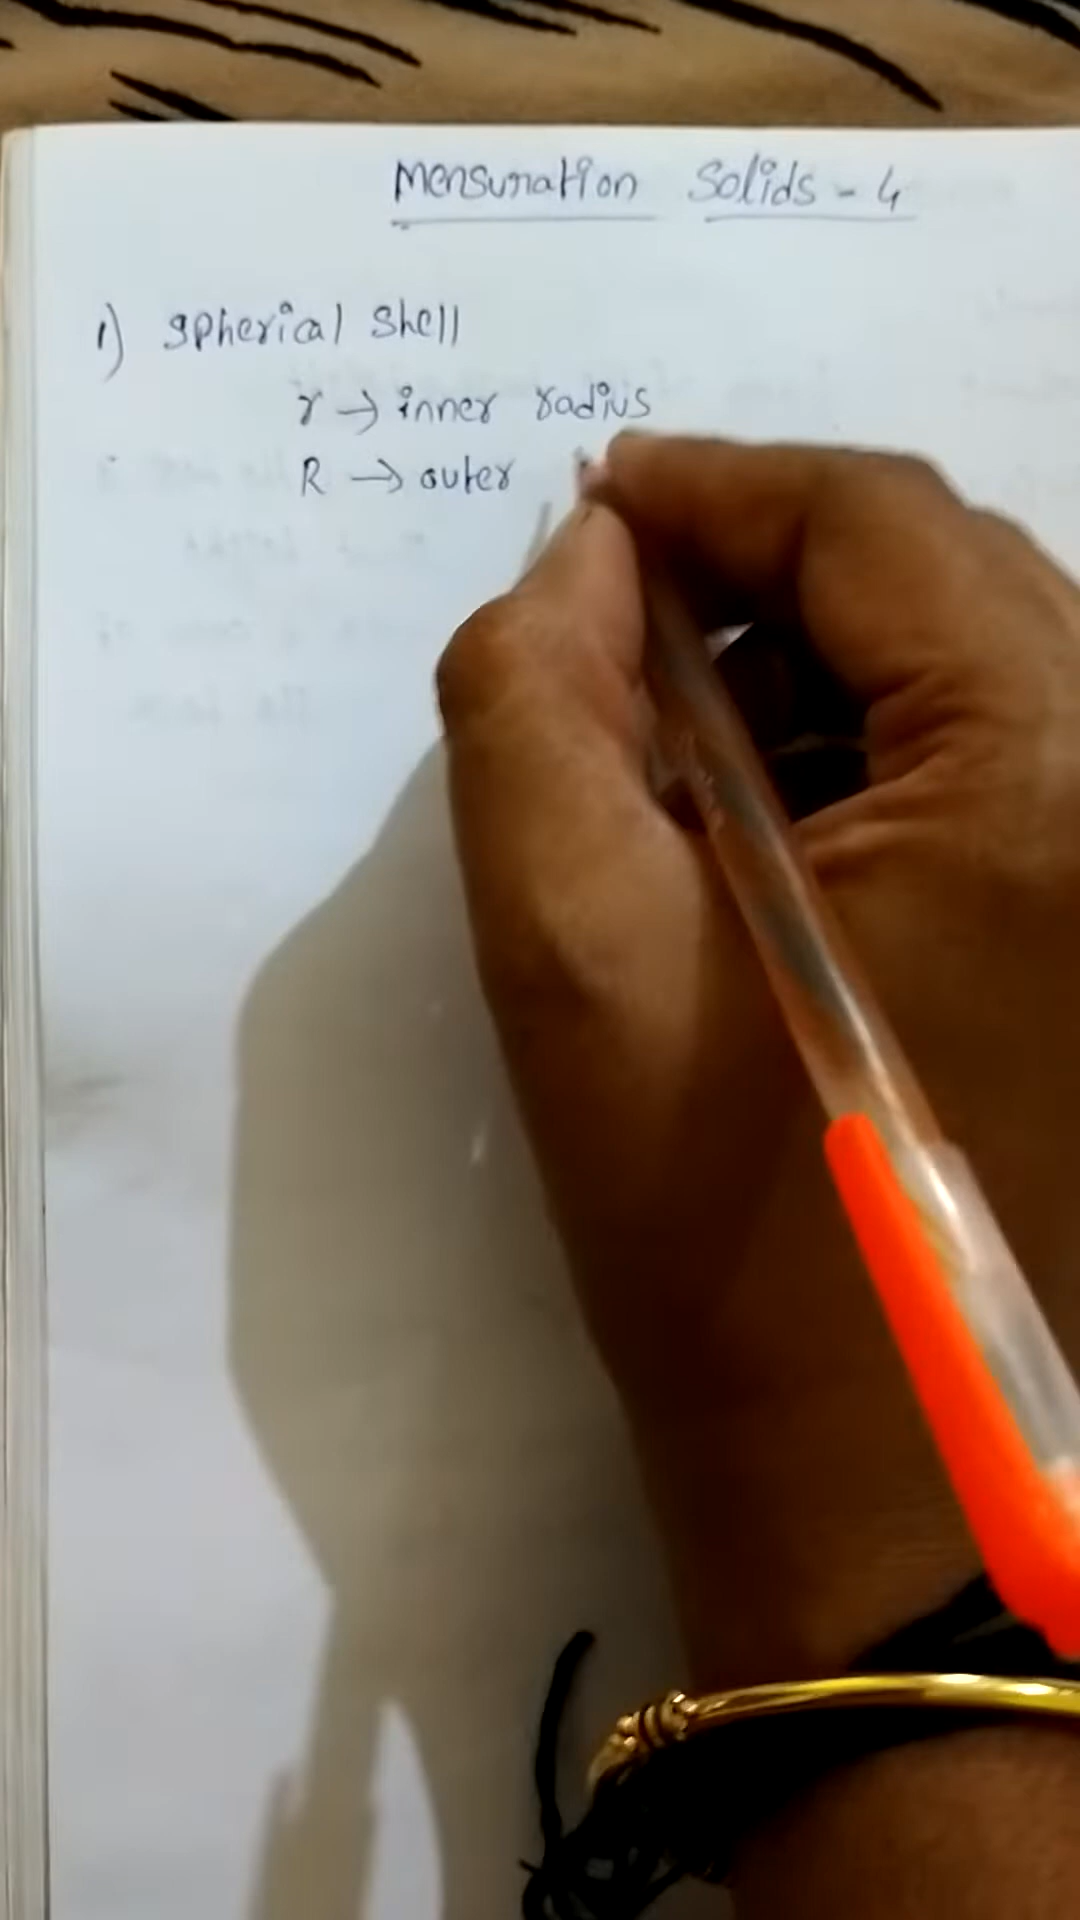 Mensuration Solids - 4
1) Spherical Shell
r → inner radius
R → outer